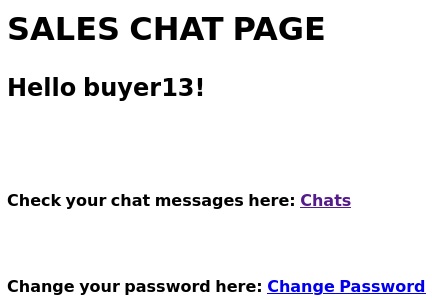 SALES CHAT PAGE
Hello buyer13!
Check your chat messages here: Chats
Change your password here: Change Password